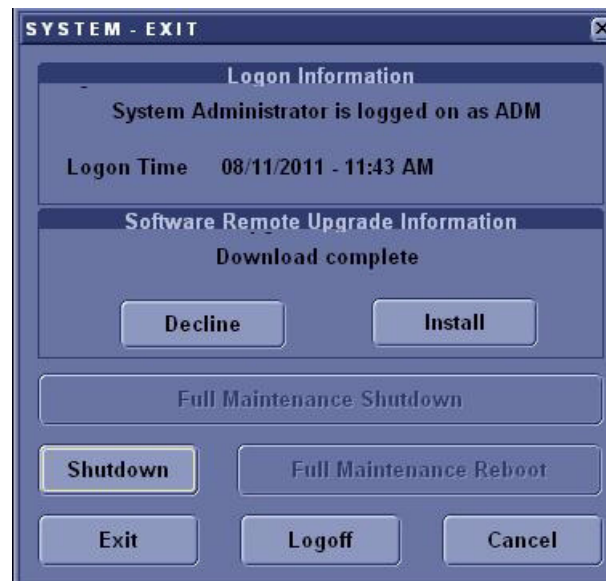 SYSTEM - EXIT
Logon Information
System Administrator is logged on as ADM
Logon Time 08/11/2011 - 11:43 AM
Software Remote Upgrade Information
Download complete
Decline Install
Full Maintenance Shutdown
Shutdown Full Maintenance Reboot
Exit Logoff Cancel